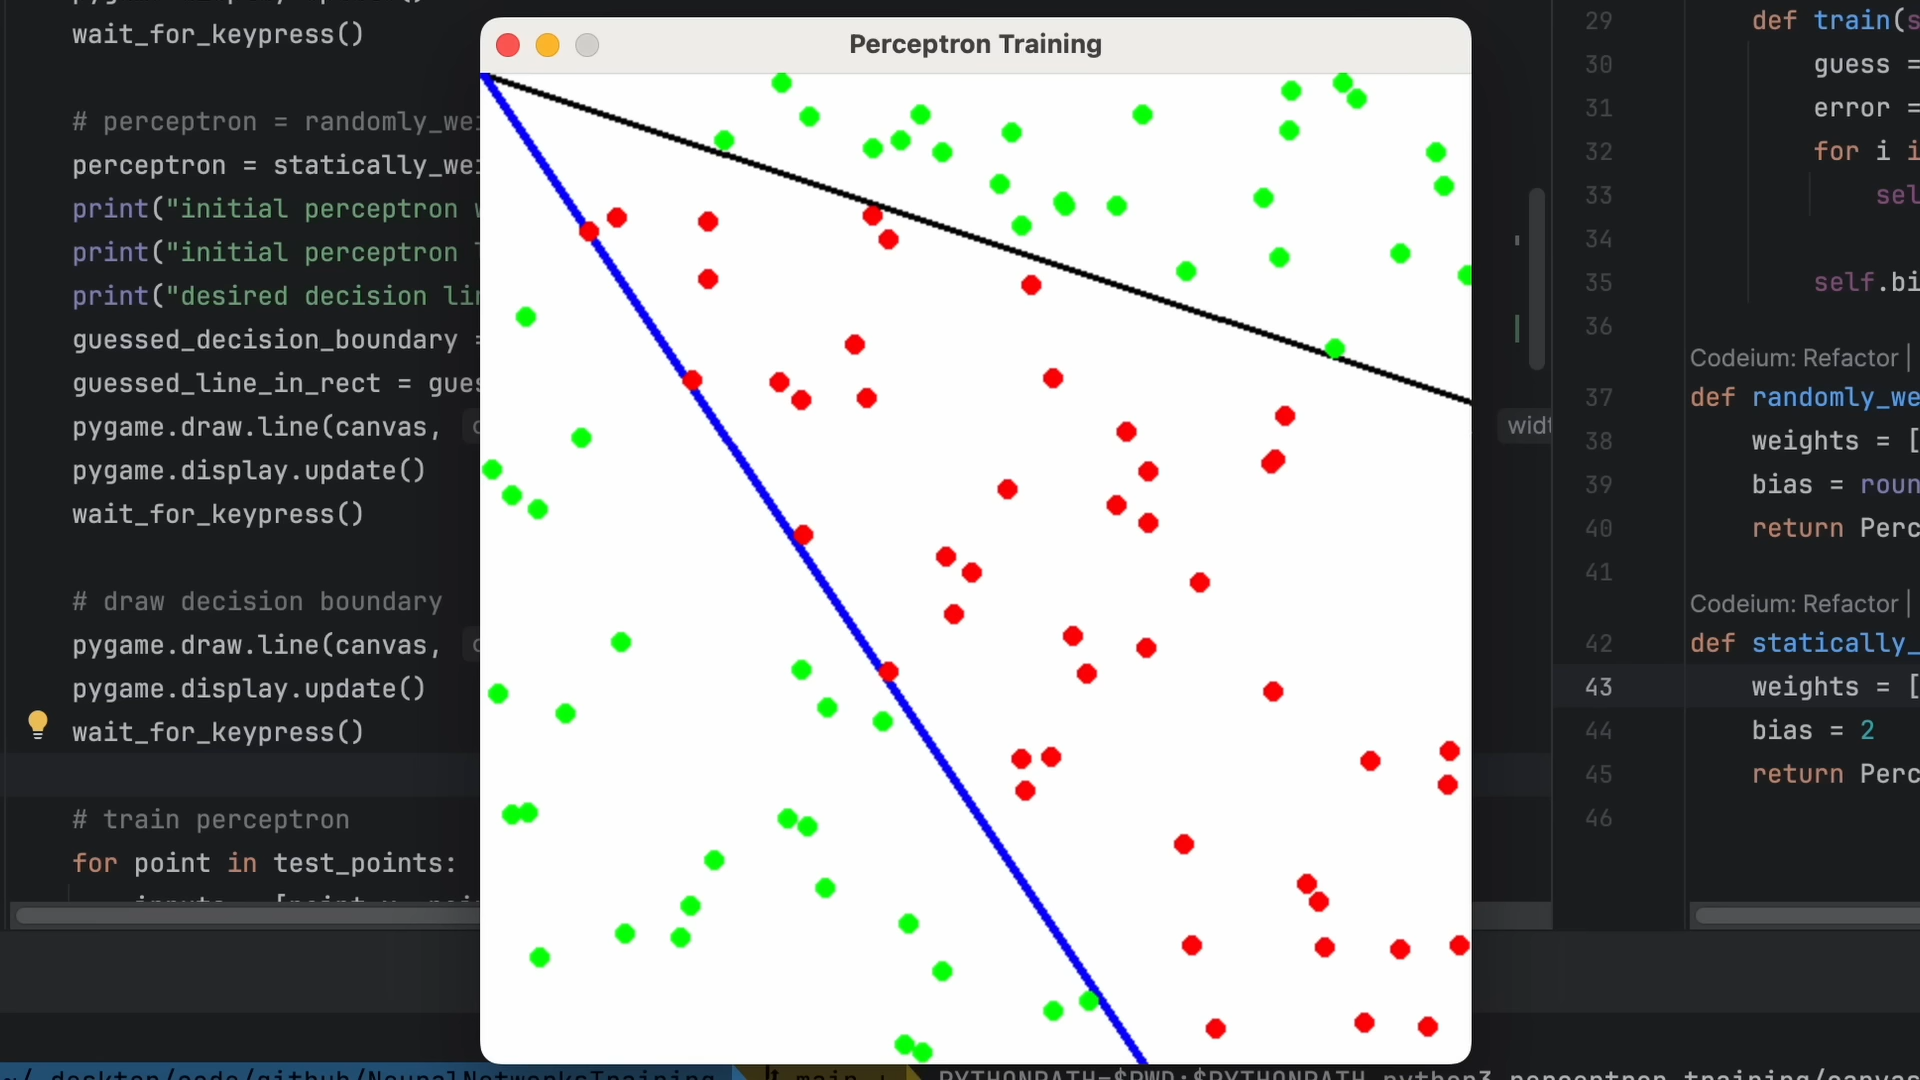 Perceptron Training
wait_for_keypress()
# perceptron = randomly_we
perceptron = statically_we
print("initial perceptron
print("initial perceptron
print("desired decision li
guessed_decision_boundary
guessed_line_in_rect = gue
pygame.draw.line(canvas,
pygame.display.update()
wait_for_keypress()
# draw decision boundary
pygame.draw.line(canvas,
pygame.display.update()
wait_for_keypress()
# train perceptron
for point in test_points:
widt
29 def train(s
30 guess =
31 error =
32 for i i
33 sel
34
35 self.bi
36
Codeium: Refactor |
37 def randomly_we
38 weights = [
39 bias = roun
40 return Perc
41
Codeium: Refactor |
42 def statically_
43 weights = [
44 bias = 2
45 return Perc
46